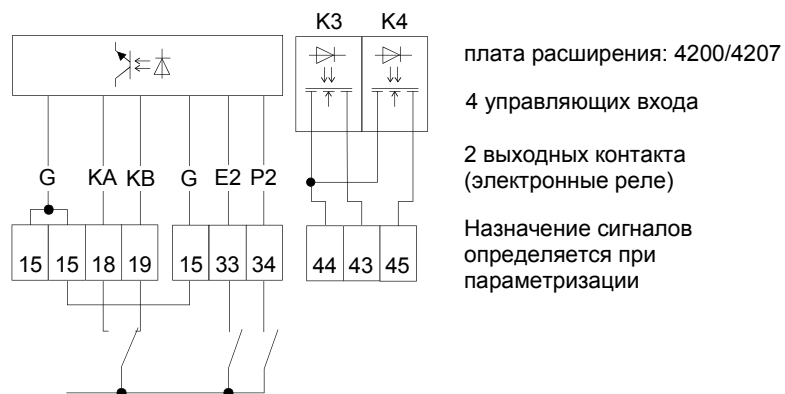 K3 K4
плата расширения: 4200/4207
4 управляющих входа
2 выходных контакта
(электронные реле)
G KA KB G E2 P2
Назначение сигналов
определяется при
параметризации
15 15 18 19 15 33 34 44 43 45